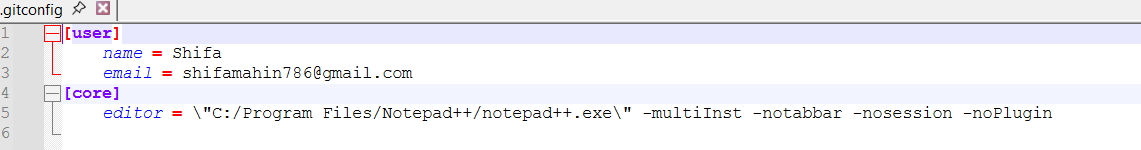 .gitconfig
1 [user]
2 name = Shifa
3 email = shifamahin786@gmail.com
4 [core]
5 editor = \"C:/Program Files/Notepad++/notepad++.exe\" -multiInst -notabbar -nosession -noPlugin
6